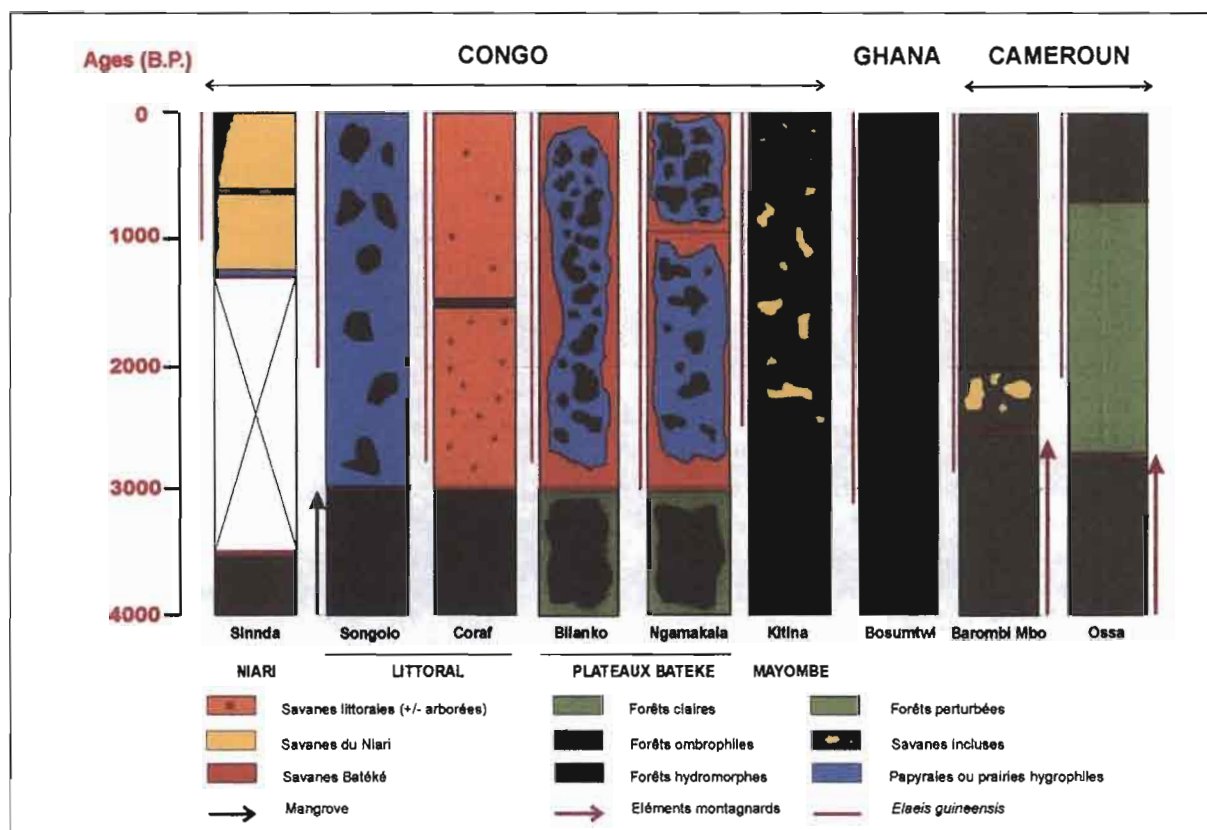 Ages (B.P.)
CONGO
GHANA
CAMEROUN
0
1000
2000
3000
4000
Sinnda
Songolo
Coraf
Bilanko
Ngamakala
Kitina
Bosumtwi
Barombi Mbo
Ossa
NIARI
LITTORAL
PLATEAUX BATEKE
MAYOMBE
Savanes littorales (+/- arborées)
Forêts claires
Forêts perturbées
Savanes du Niari
Forêts ombrophiles
Savanes incluses
Savanes Batéké
Forêts hydromorphes
Papyraies ou prairies hygrophiles
Mangrove
Eléments montagnards
Elaeis guineensis